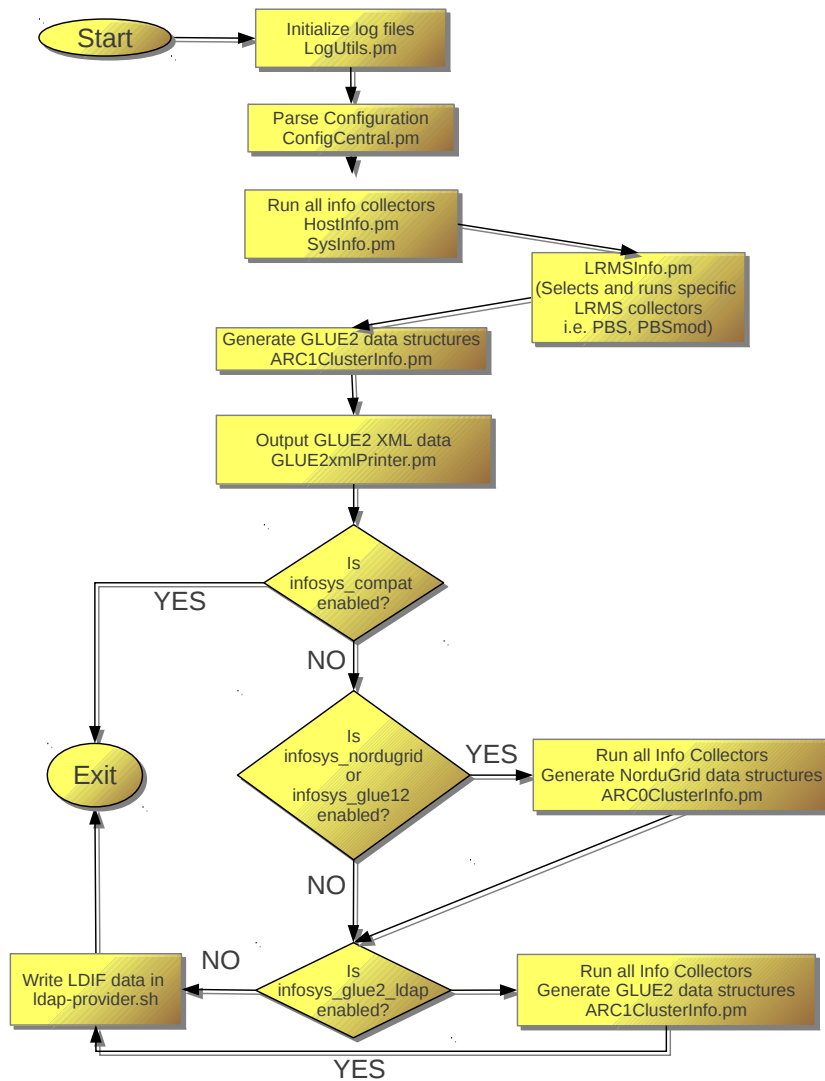 Start
Initialize log files
LogUtils.pm
Parse Configuration
ConfigCentral.pm
Run all info collectors
HostInfo.pm
SysInfo.pm
LRMSInfo.pm
(Selects and runs specific
LRMS collectors
i.e. PBS, PBSmod)
Generate GLUE2 data structures
ARC1ClusterInfo.pm
Output GLUE2 XML data
GLUE2xmlPrinter.pm
Is
infosys_compat
enabled?
YES
NO
Is
infosys_nordugrid
or
infosys_glue12
enabled?
YES
Run all Info Collectors
Generate NorduGrid data structures
ARC0ClusterInfo.pm
Exit
NO
Is
infosys_glue2_ldap
enabled?
NO
Write LDIF data in
ldap-provider.sh
Run all Info Collectors
Generate GLUE2 data structures
ARC1ClusterInfo.pm
YES